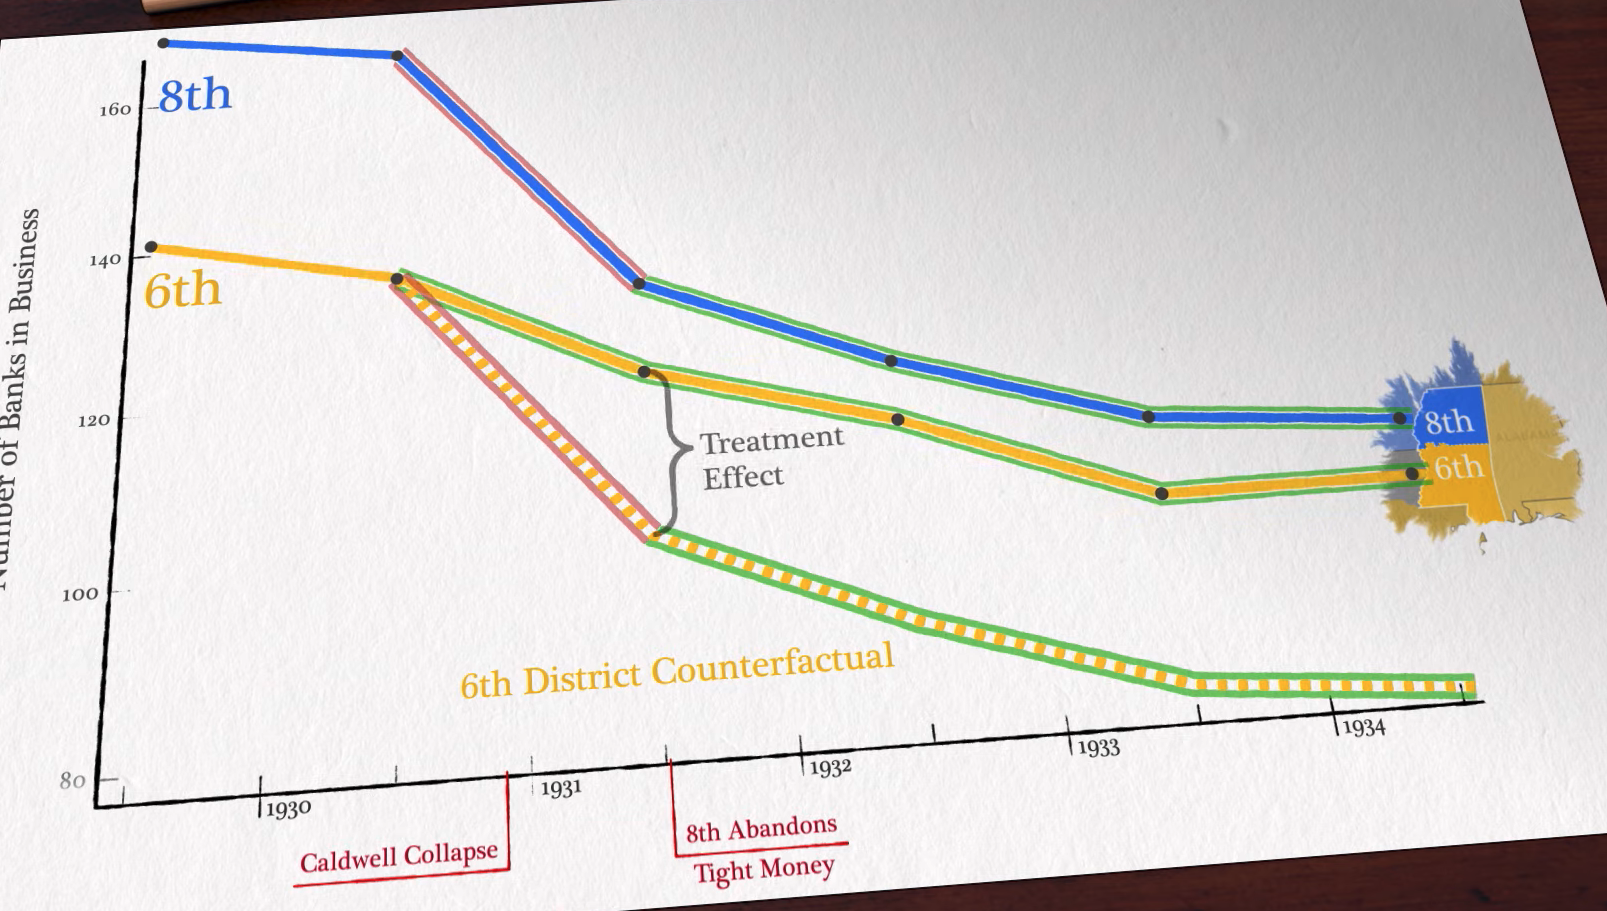 8th
6th
160
140
120
100
80
Number of Banks in Business
Treatment
Effect
6th District Counterfactual
8th
6th
ALABAMA
1930
1931
1932
1933
1934
Caldwell Collapse
8th Abandons
Tight Money